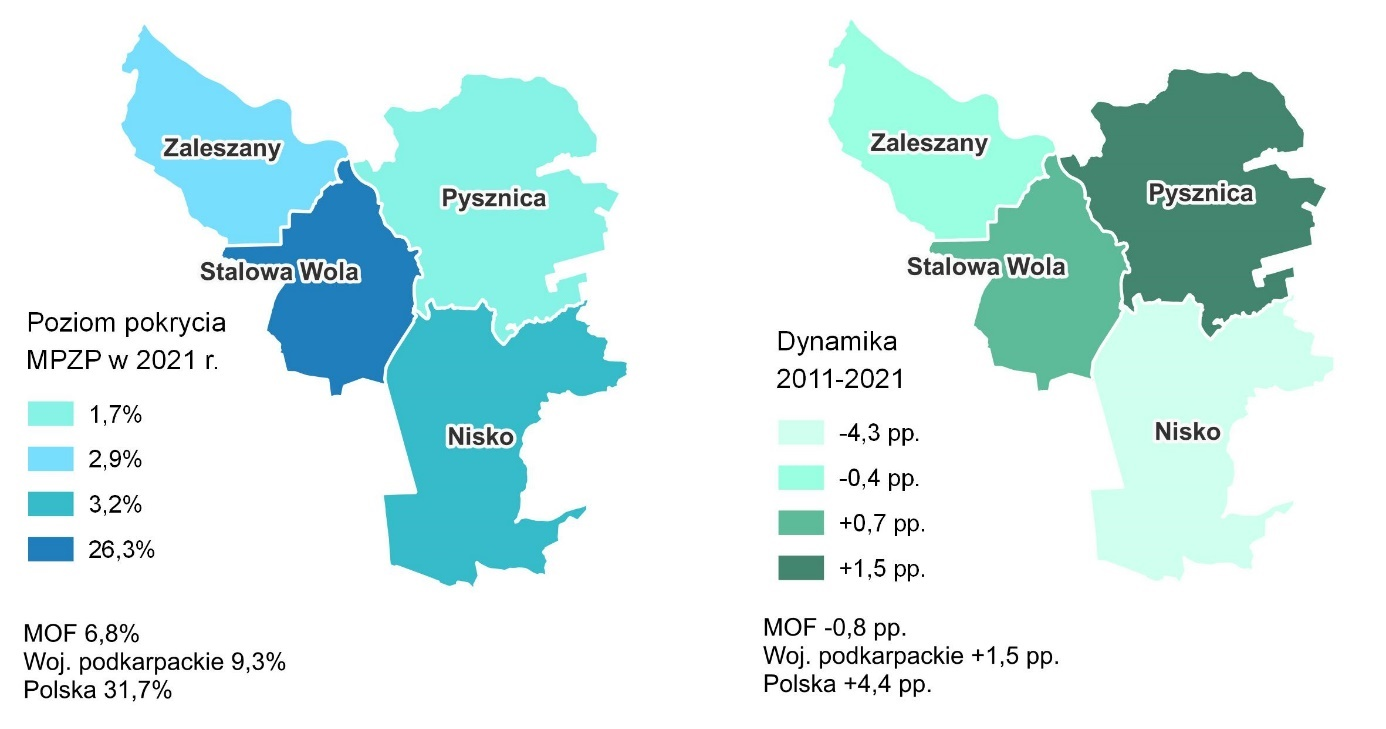 Zaleszany
Pysznica
Stalowa Wola
Nisko
Poziom pokrycia
MPZP w 2021 r.
1,7%
2,9%
3,2%
26,3%
MOF 6,8%
Woj. podkarpackie 9,3%
Polska 31,7%
Zaleszany
Pysznica
Stalowa Wola
Nisko
Dynamika
2011-2021
-4,3 pp.
-0,4 pp.
+0,7 pp.
+1,5 pp.
MOF -0,8 pp.
Woj. podkarpackie +1,5 pp.
Polska +4,4 pp.